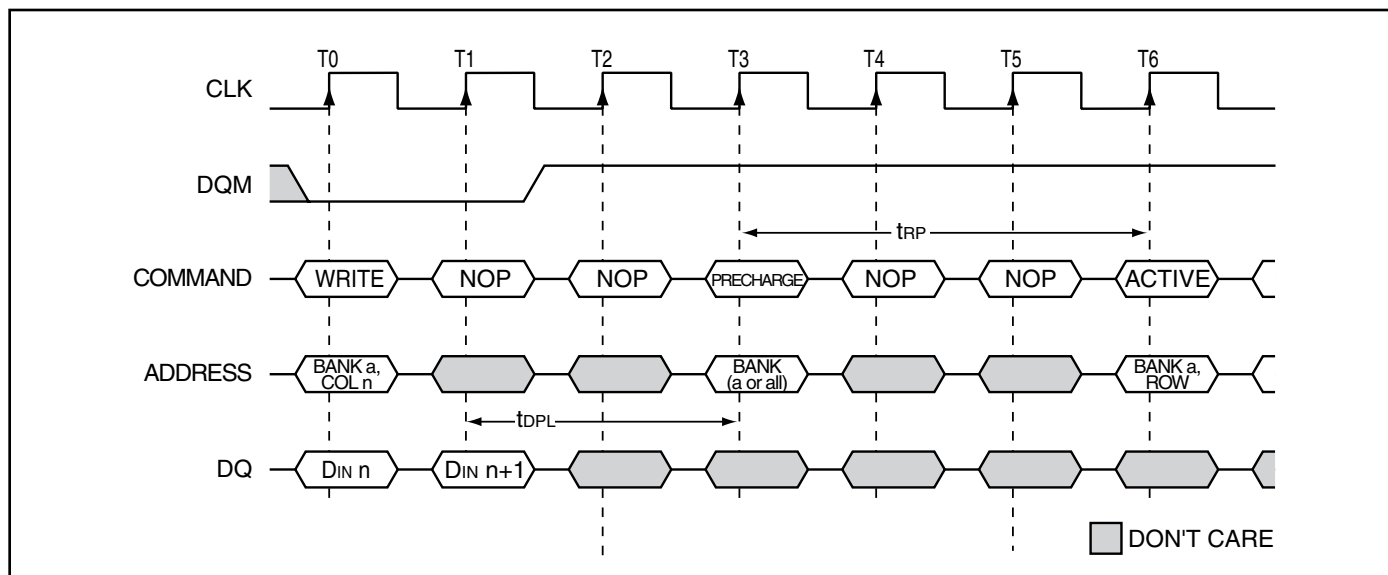 T0 T1 T2 T3 T4 T5 T6
CLK
DQM
tRP
COMMAND WRITE NOP NOP PRECHARGE NOP NOP ACTIVE
ADDRESS
BANK a,
COL n
BANK
(a or all)
BANK a,
ROW
tDPL
DQ DIN n DIN n+1
DON'T CARE